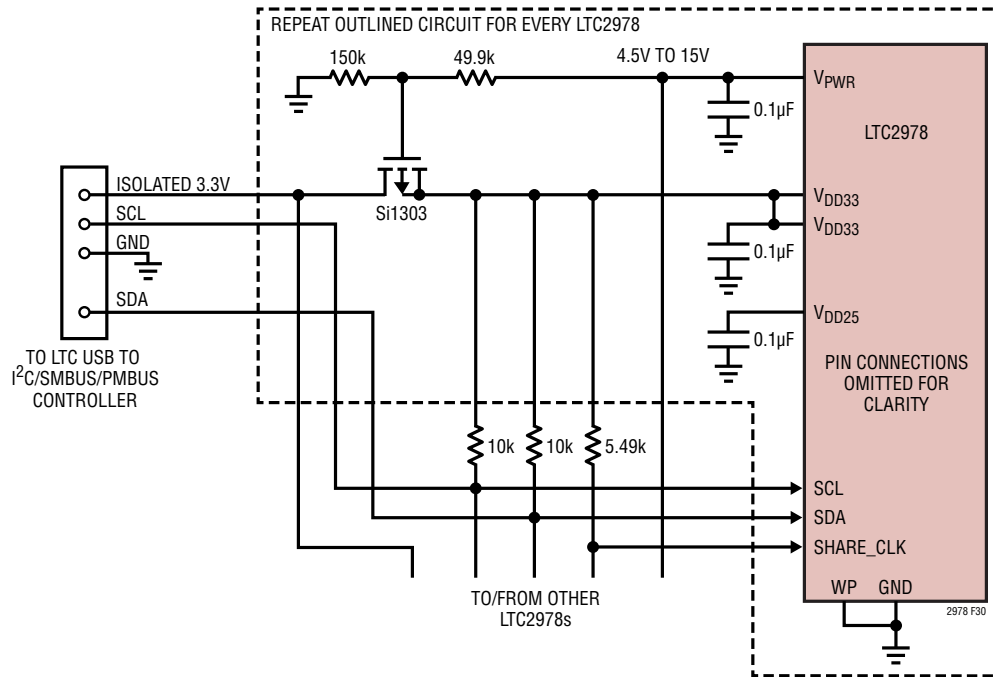 REPEAT OUTLINED CIRCUIT FOR EVERY LTC2978
150k
49.9k
4.5V TO 15V
VPWR
0.1µF
LTC2978
Si1303
ISOLATED 3.3V
SCL
GND
SDA
TO LTC USB TO
I2C/SMBUS/PMBUS
CONTROLLER
VDD33
VDD33
0.1µF
VDD25
0.1µF
PIN CONNECTIONS
OMITTED FOR
CLARITY
10k
10k
5.49k
SCL
SDA
SHARE_CLK
WP
GND
TO/FROM OTHER
LTC2978s
2978 F30